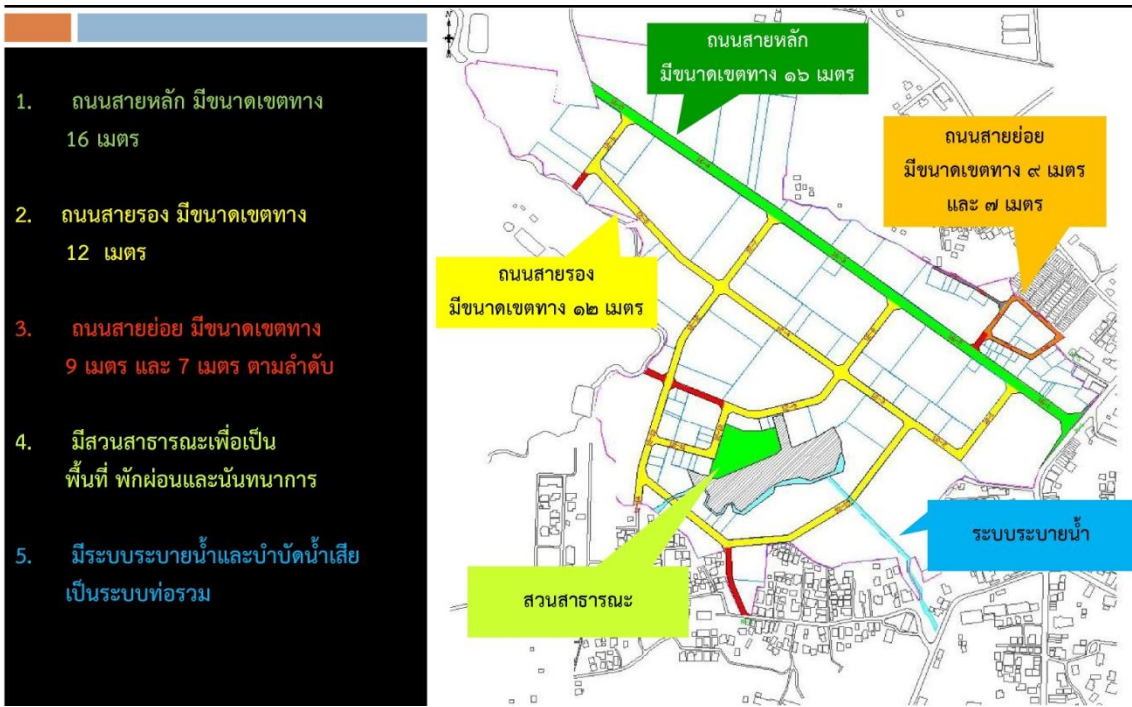 1. ถนนสายหลัก มีขนาดเขตทาง
16 เมตร
2. ถนนสายรอง มีขนาดเขตทาง
12 เมตร
3. ถนนสายย่อย มีขนาดเขตทาง
9 เมตร และ 7 เมตร ตามลำดับ
4. มีสวนสาธารณะเพื่อเป็น
พื้นที่ พักผ่อนและนันทนาการ
5. มีระบบระบายน้ำและบำบัดน้ำเสีย
เป็นระบบท่อรวม
N
ถนนสายหลัก
มีขนาดเขตทาง ๑๖ เมตร
ถนนสายย่อย
มีขนาดเขตทาง ๙ เมตร
และ ๗ เมตร
ถนนสายรอง
มีขนาดเขตทาง ๑๒ เมตร
ระบบระบายน้ำ
สวนสาธารณะ